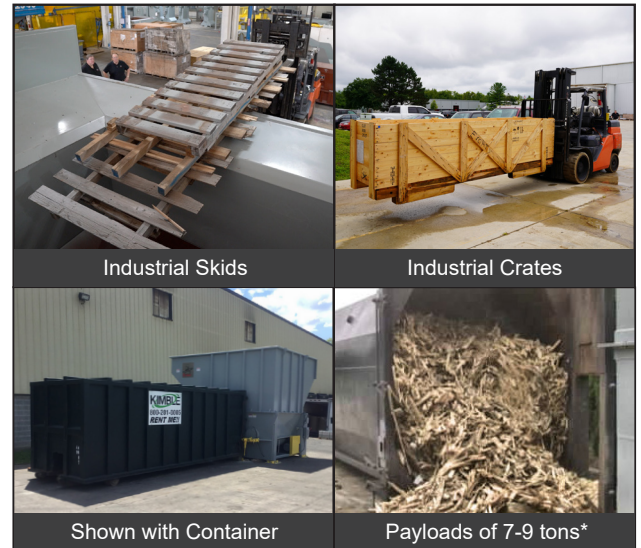 Industrial Skids
Industrial Crates
KIMBLE
RENT ME!!
Shown with Container
Payloads of 7-9 tons*